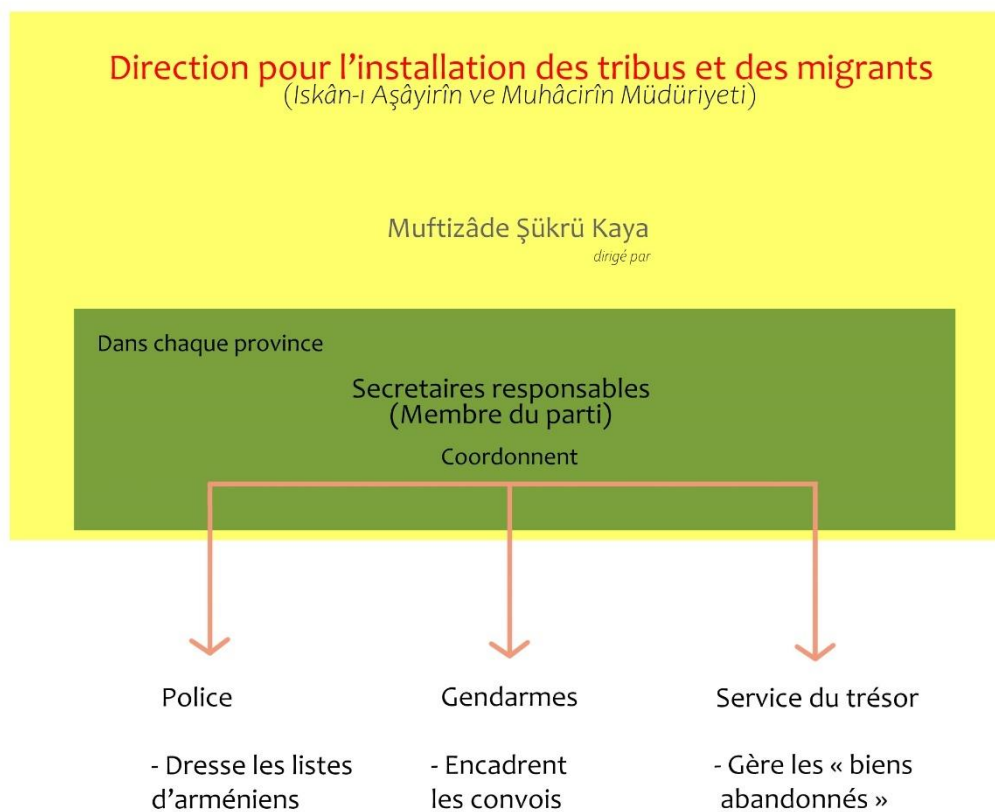 Direction pour l’installation des tribus et des migrants
(Iskân-ı Aşâyirîn ve Muhâcirîn Müdüriyeti)
Muftizâde Şükrü Kaya
dirigé par
Dans chaque province
Secretaires responsables
(Membre du parti)
Coordonnent
Police
- Dresse les listes
d’arméniens
Gendarmes
- Encadrent
les convois
Service du trésor
- Gère les « biens
abandonnés »